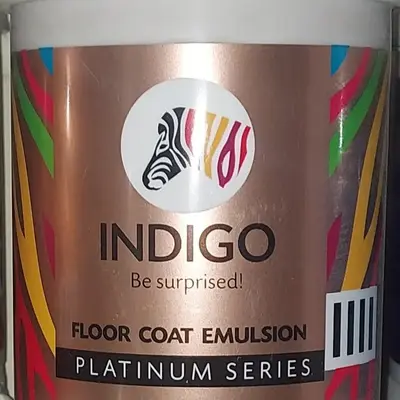 INDIGO
Be surprised!
FLOOR COAT EMULSION
PLATINUM SERIES